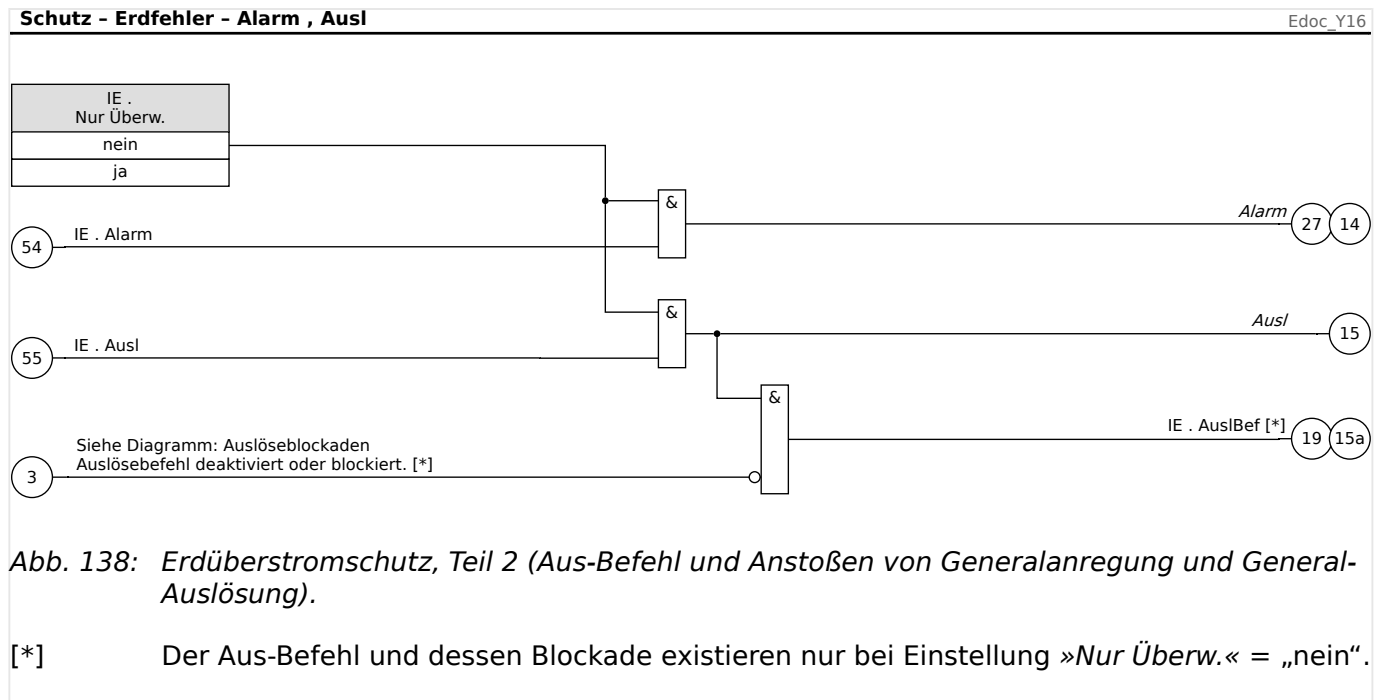 Schutz – Erdfehler – Alarm , Ausl
Edoc_Y16
IE .
Nur Überw.
nein
ja
&
Alarm
27
14
54
IE . Alarm
&
Ausl
15
55
IE . Ausl
&
IE . AuslBef [*]
19
15a
Siehe Diagramm: Auslöseblockaden
Auslösebefehl deaktiviert oder blockiert. [*]
3
Abb. 138: Erdüberstromschutz, Teil 2 (Aus-Befehl und Anstoßen von Generalanregung und General-
Auslösung).
[*] Der Aus-Befehl und dessen Blockade existieren nur bei Einstellung »Nur Überw.« = „nein“.